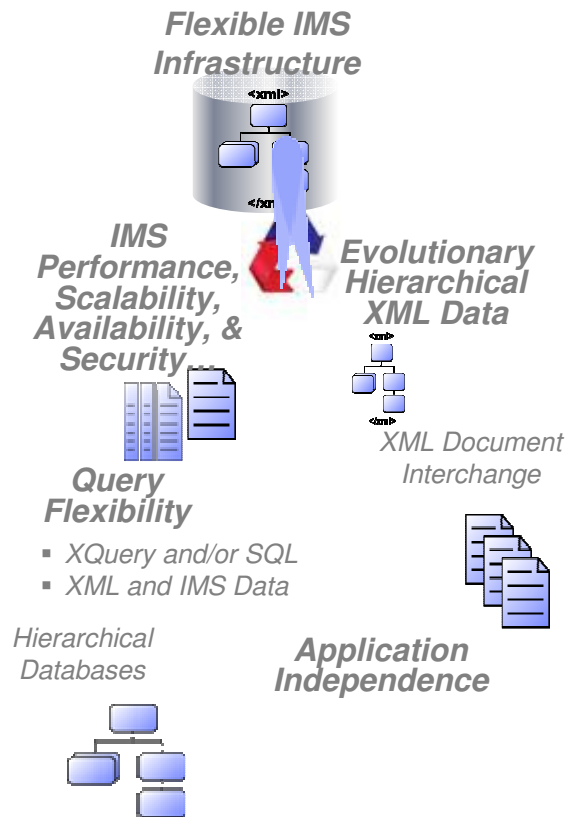 Flexible IMS
Infrastructure
<xml>
IMS
Performance,
Scalability,
Availability, &
Security...
Evolutionary
Hierarchical
XML Data
<xml>
</xml>
XML Document
Interchange
Query
Flexibility
▪ XQuery and/or SQL
▪ XML and IMS Data
Hierarchical
Databases
Application
Independence